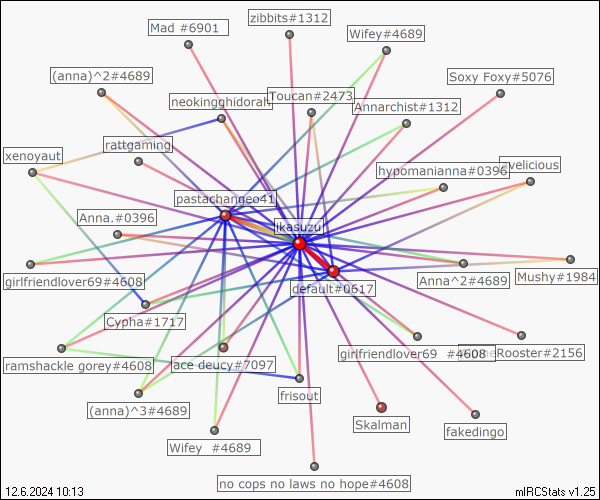 zibbits#1312
Mad #6901
Wifey#4689
(anna)^2#4689
Soxy Foxy#5076
neokingghidorah
Toucan#2473
Annarchist#1312
rattgaming
xenoyaut
hypomanianna#0396
velicious
pastachangeo41
Anna.#0396
lkasuzu
girlfriendlover69#4608
Anna^2#4689
Mushy#1984
default#0617
Cypha#1717
girlfriendlover69 #4608
Rooster#2156
ramshackle gorey#4608
ace deucy#7097
frisout
(anna)^3#4689
Skalman
fakedingo
Wifey #4689
no cops no laws no hope#4608
12.6.2024 10:13
mIRCStats v1.25